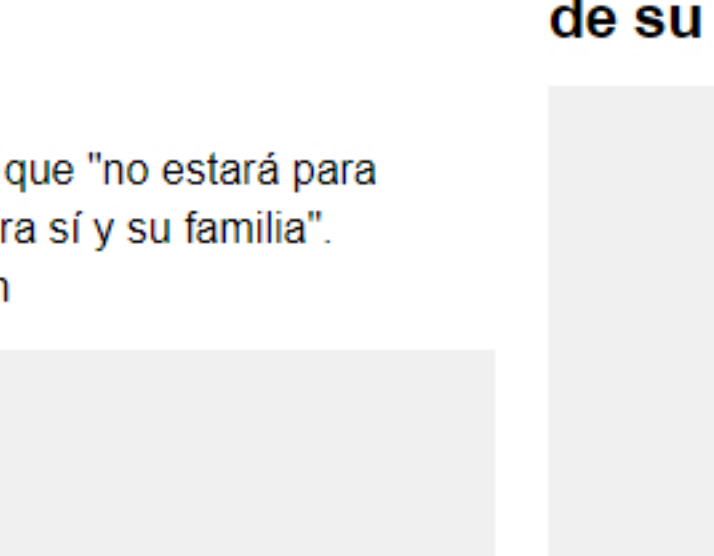 de su
que "no estará para
ra sí y su familia".